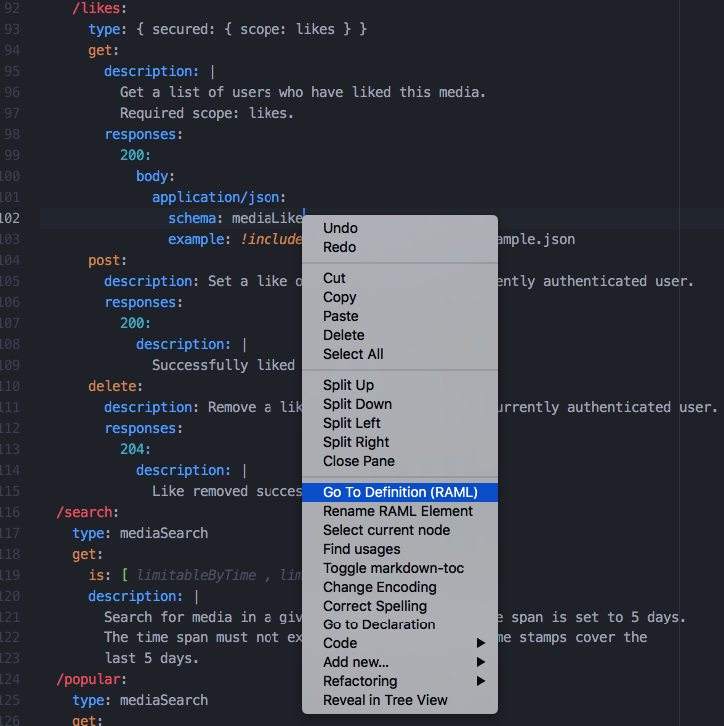 92 /likes:
93 type: { secured: { scope: likes } }
94 get:
95 description: |
96 Get a list of users who have liked this media.
97 Required scope: likes.
98 responses:
99 200:
100 body:
101 application/json:
102 schema: mediaLike
103 example: !include ample.json
104 post:
105 description: Set a like o ently authenticated user.
106 responses:
107 200:
108 description: |
109 Successfully liked
110 delete:
111 description: Remove a lik urrently authenticated user.
112 responses:
113 204:
114 description: |
115 Like removed succes
116 /search:
117 type: mediaSearch
118 get:
119 is: [ limitableByTime , lim
120 description: |
121 Search for media in a giv e span is set to 5 days.
122 The time span must not ex me stamps cover the
123 last 5 days.
124 /popular:
125 type: mediaSearch
126 get:
Undo
Redo
Cut
Copy
Paste
Delete
Select All
Split Up
Split Down
Split Left
Split Right
Close Pane
Go To Definition (RAML)
Rename RAML Element
Select current node
Find usages
Toggle markdown-toc
Change Encoding
Correct Spelling
Go to Declaration
Code
Add new...
Refactoring
Reveal in Tree View